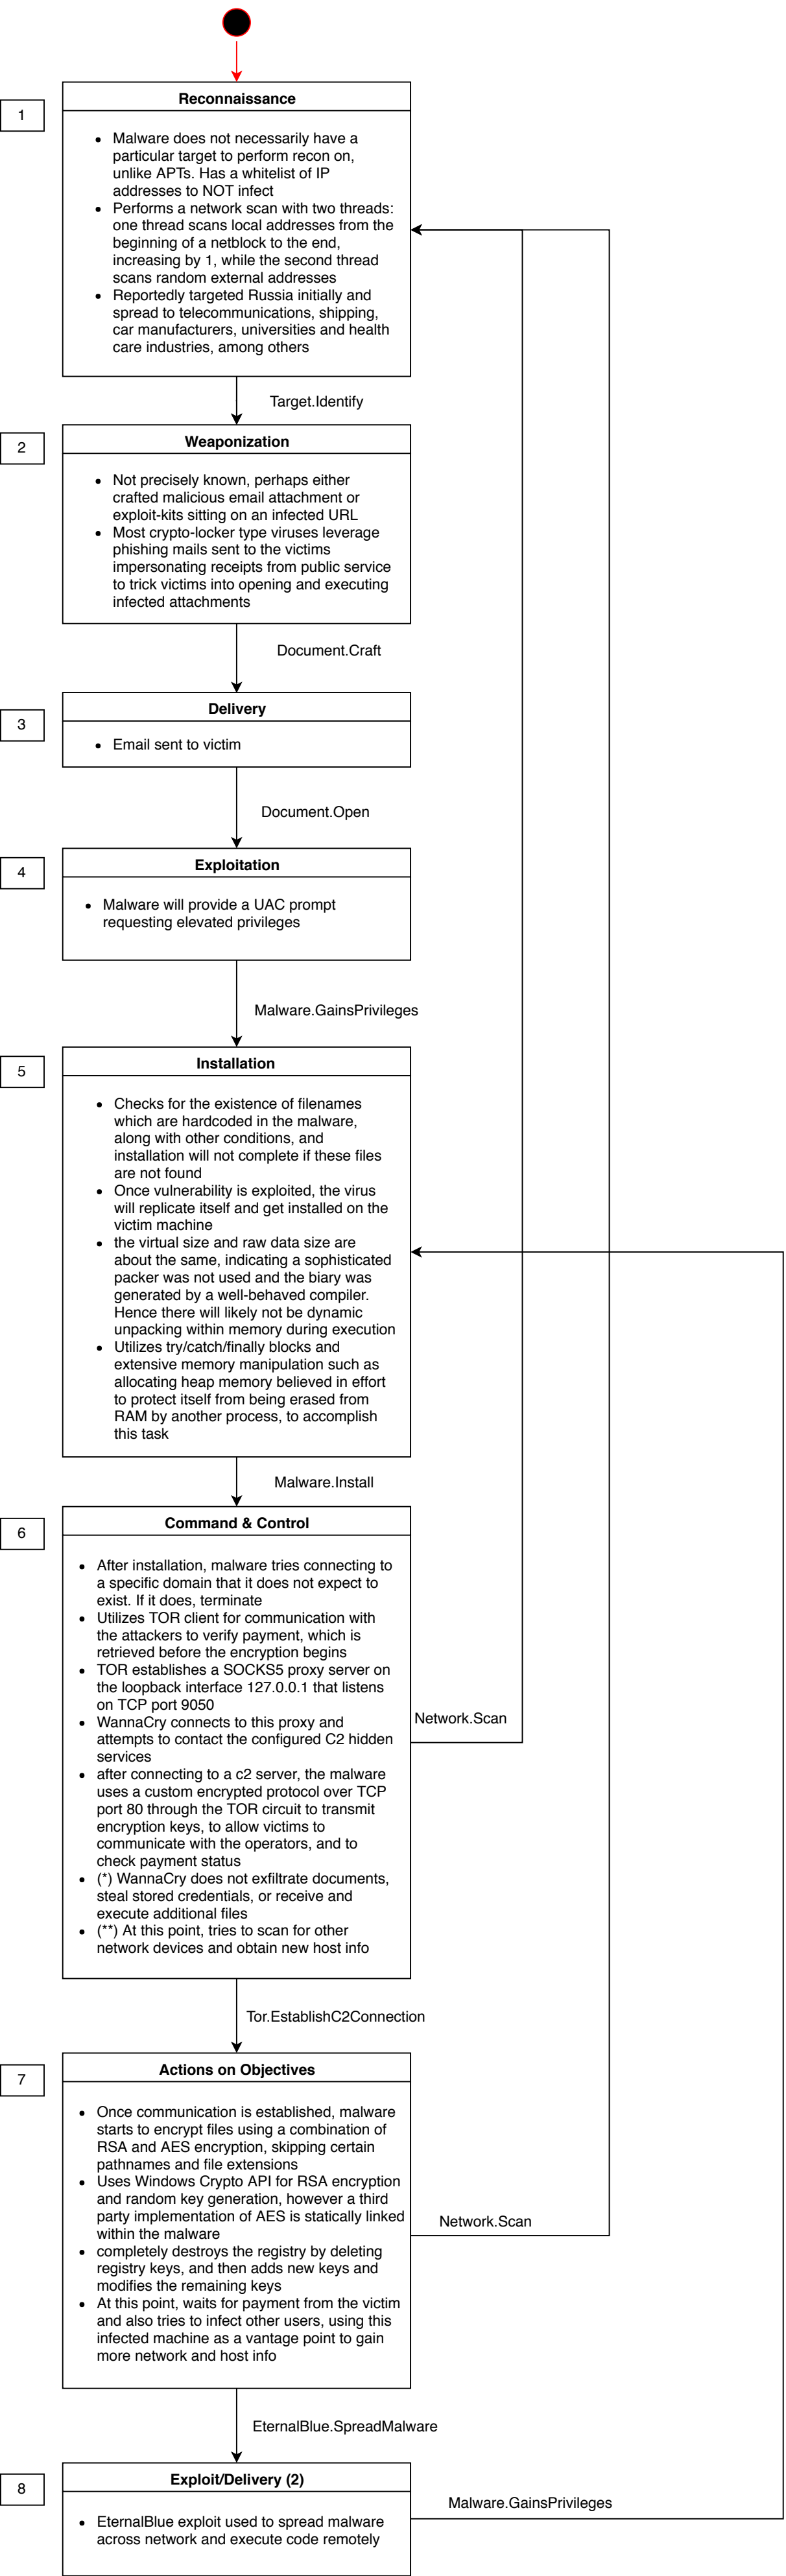 1
Reconnaissance
• Malware does not necessarily have a
particular target to perform recon on,
unlike APTs. Has a whitelist of IP
addresses to NOT infect
• Performs a network scan with two threads:
one thread scans local addresses from the
beginning of a netblock to the end,
increasing by 1, while the second thread
scans random external addresses
• Reportedly targeted Russia initially and
spread to telecommunications, shipping,
car manufacturers, universities and health
care industries, among others
Target.Identify
2
Weaponization
• Not precisely known, perhaps either
crafted malicious email attachment or
exploit-kits sitting on an infected URL
• Most crypto-locker type viruses leverage
phishing mails sent to the victims
impersonating receipts from public service
to trick victims into opening and executing
infected attachments
Document.Craft
3
Delivery
• Email sent to victim
Document.Open
4
Exploitation
• Malware will provide a UAC prompt
requesting elevated privileges
Malware.GainsPrivileges
5
Installation
• Checks for the existence of filenames
which are hardcoded in the malware,
along with other conditions, and
installation will not complete if these files
are not found
• Once vulnerability is exploited, the virus
will replicate itself and get installed on the
victim machine
• the virtual size and raw data size are
about the same, indicating a sophisticated
packer was not used and the biary was
generated by a well-behaved compiler.
Hence there will likely not be dynamic
unpacking within memory during execution
• Utilizes try/catch/finally blocks and
extensive memory manipulation such as
allocating heap memory believed in effort
to protect itself from being erased from
RAM by another process, to accomplish
this task
Malware.Install
6
Command & Control
• After installation, malware tries connecting to
a specific domain that it does not expect to
exist. If it does, terminate
• Utilizes TOR client for communication with
the attackers to verify payment, which is
retrieved before the encryption begins
• TOR establishes a SOCKS5 proxy server on
the loopback interface 127.0.0.1 that listens
on TCP port 9050
• WannaCry connects to this proxy and
attempts to contact the configured C2 hidden
services
• after connecting to a c2 server, the malware
uses a custom encrypted protocol over TCP
port 80 through the TOR circuit to transmit
encryption keys, to allow victims to
communicate with the operators, and to
check payment status
• (*) WannaCry does not exfiltrate documents,
steal stored credentials, or receive and
execute additional files
• (**) At this point, tries to scan for other
network devices and obtain new host info
Network.Scan
Tor.EstablishC2Connection
7
Actions on Objectives
• Once communication is established, malware
starts to encrypt files using a combination of
RSA and AES encryption, skipping certain
pathnames and file extensions
• Uses Windows Crypto API for RSA encryption
and random key generation, however a third
party implementation of AES is statically linked
within the malware
• completely destroys the registry by deleting
registry keys, and then adds new keys and
modifies the remaining keys
• At this point, waits for payment from the victim
and also tries to infect other users, using this
infected machine as a vantage point to gain
more network and host info
Network.Scan
EternalBlue.SpreadMalware
8
Exploit/Delivery (2)
• EternalBlue exploit used to spread malware
across network and execute code remotely
Malware.GainsPrivileges